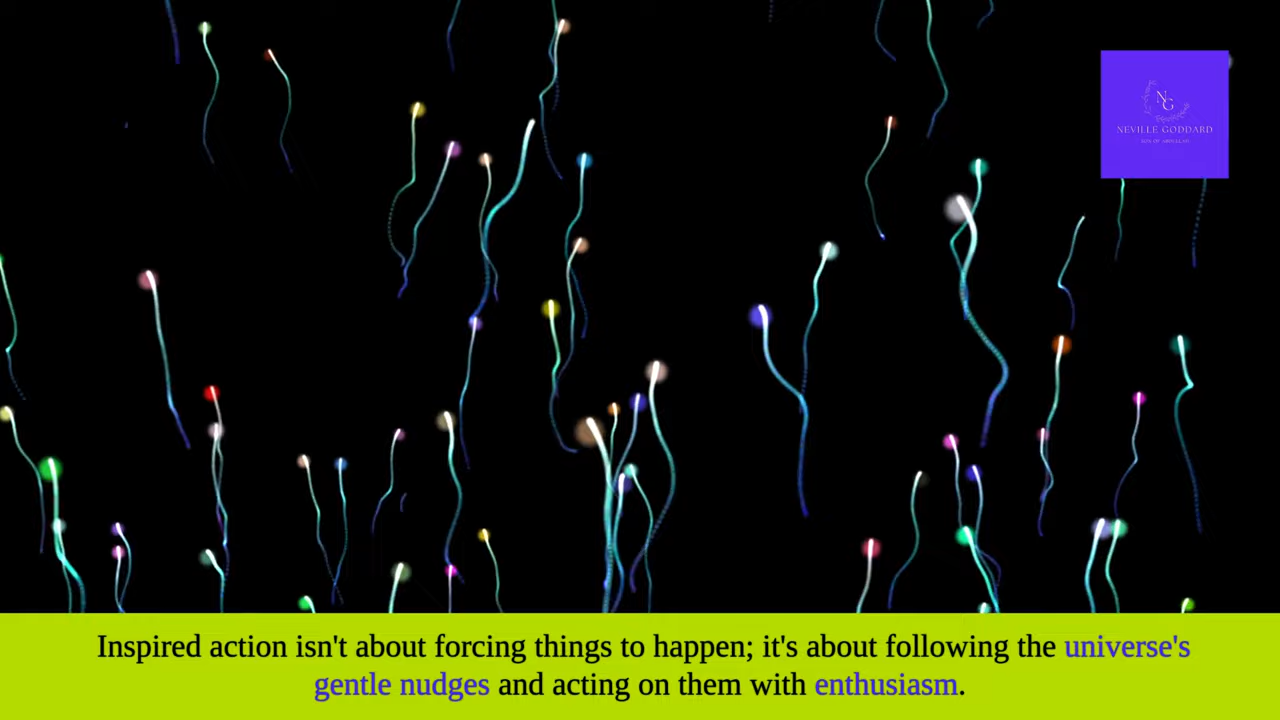 NG
NEVILLE GODDARD
Inspired action isn't about forcing things to happen; it's about following the universe's
gentle nudges and acting on them with enthusiasm.